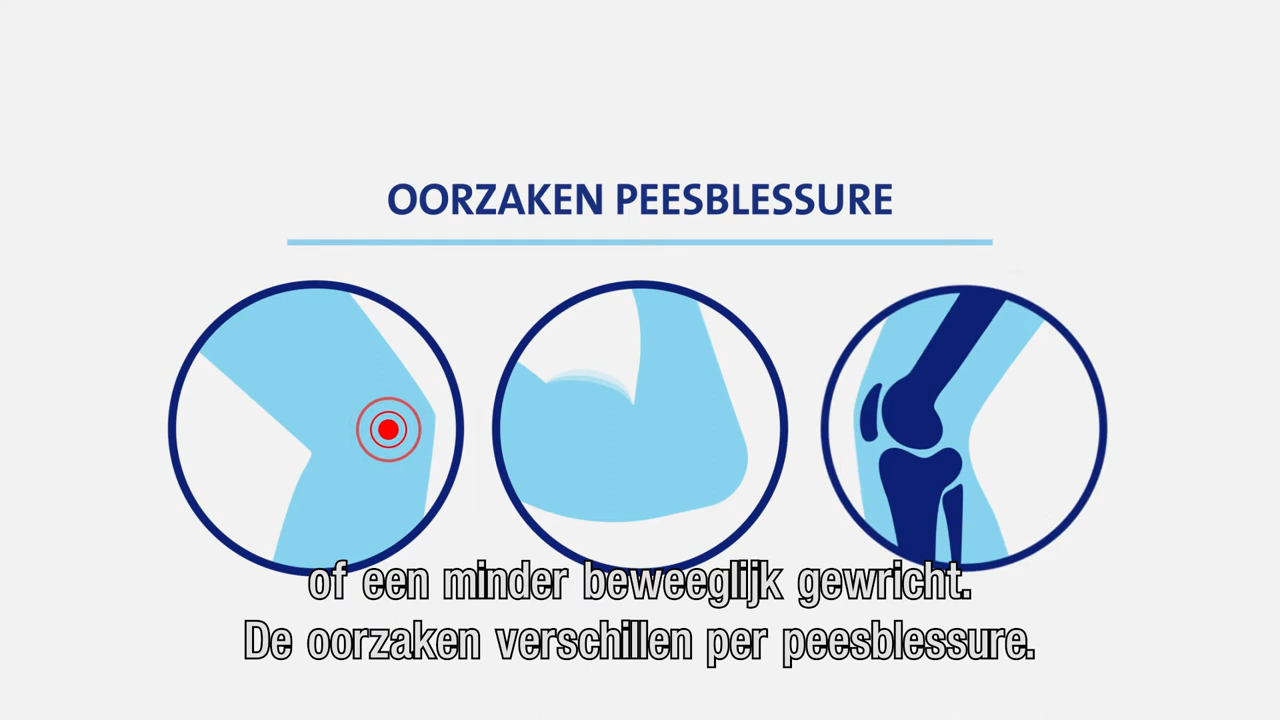 OORZAKEN PEESBLESSURE
of een minder beweeglijk gewricht.
De oorzaken verschillen per peesblessure.